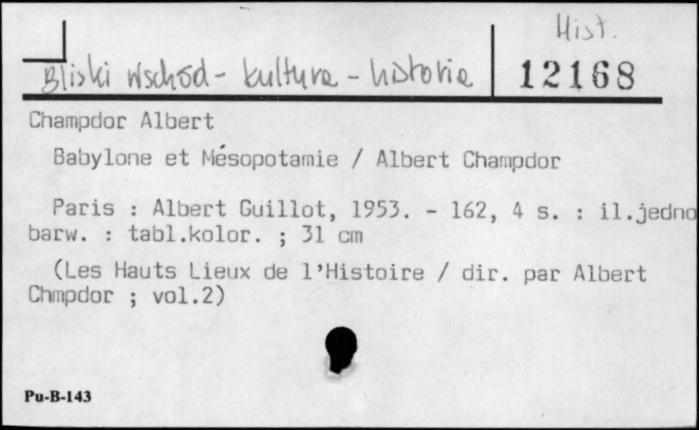 Hist.
Bliski Wschód - kultura - historia
12168
Champdor Albert
Babylone et Mésopotamie / Albert Champdor
Paris : Albert Guillot, 1953. - 162, 4 s. : il.jedno
barw. : tabl.kolor. ; 31 cm
(Les Hauts Lieux de l'Histoire / dir. par Albert
Chmpdor ; vol.2)
Pu-B-143